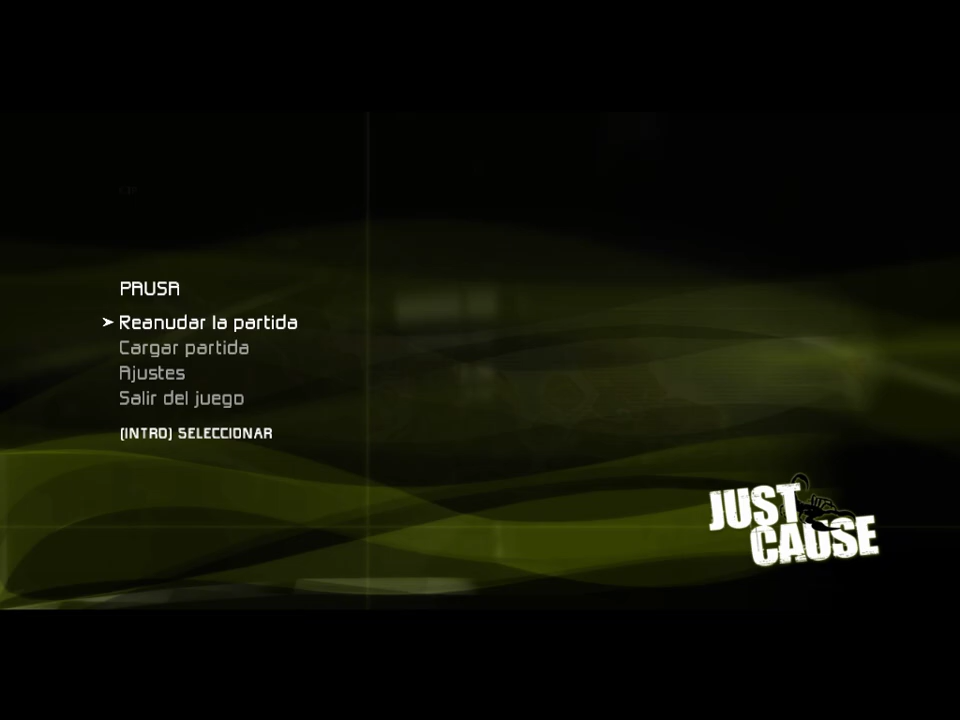 PAUSA
Reanudar la partida
Cargar partida
Ajustes
Salir del juego
[INTRO] SELECCIONAR
JUST
CAUSE